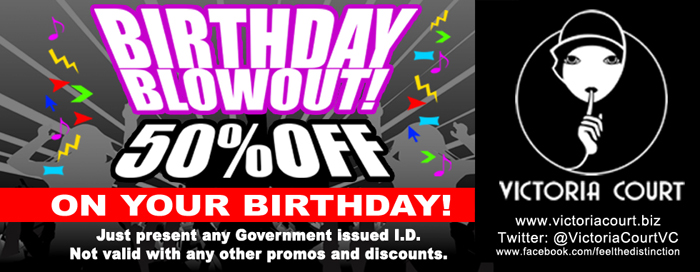 BIRTHDAY
BLOWOUT!
50%OFF
ON YOUR BIRTHDAY!
Just present any Government issued I.D.
Not valid with any other promos and discounts.
VICTORIA COURT
www.victoriacourt.biz
Twitter: @VictoriaCourtVC
www.facebook.com/feelthedistinction